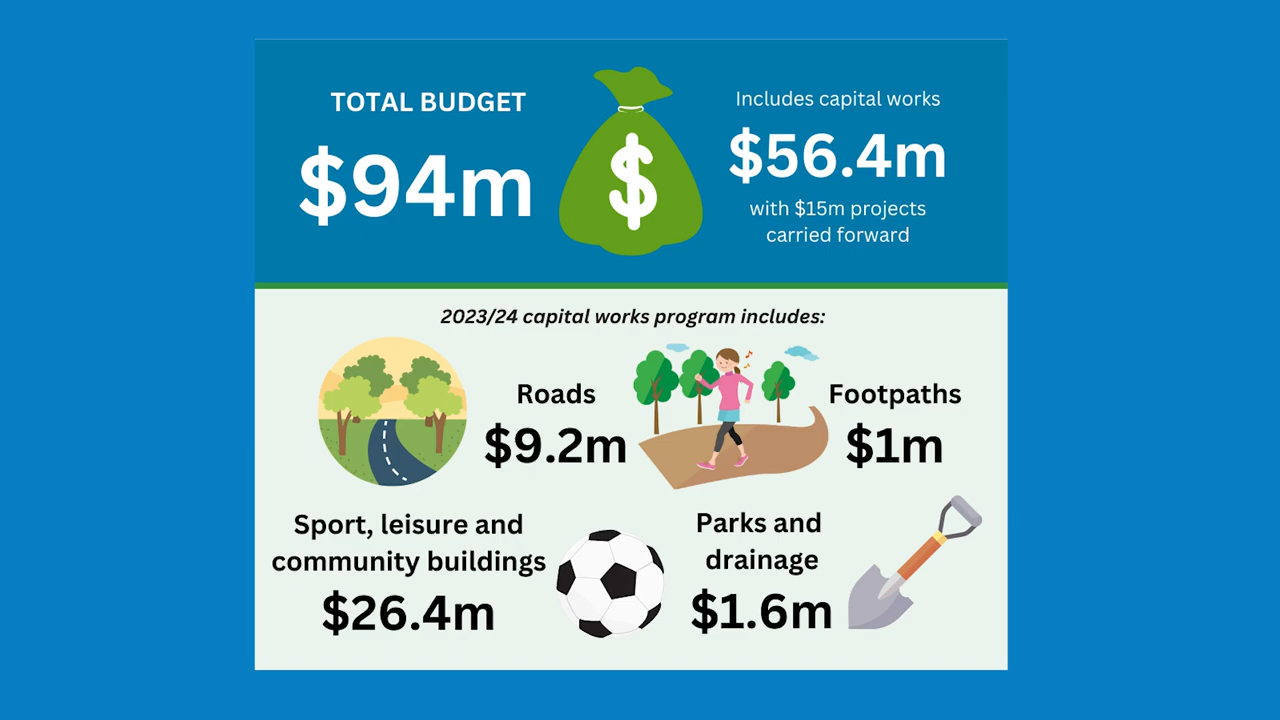 TOTAL BUDGET
$94m
$
Includes capital works
$56.4m
with $15m projects
carried forward
2023/24 capital works program includes:
Roads
$9.2m
Footpaths
$1m
Sport, leisure and
community buildings
$26.4m
Parks and
drainage
$1.6m